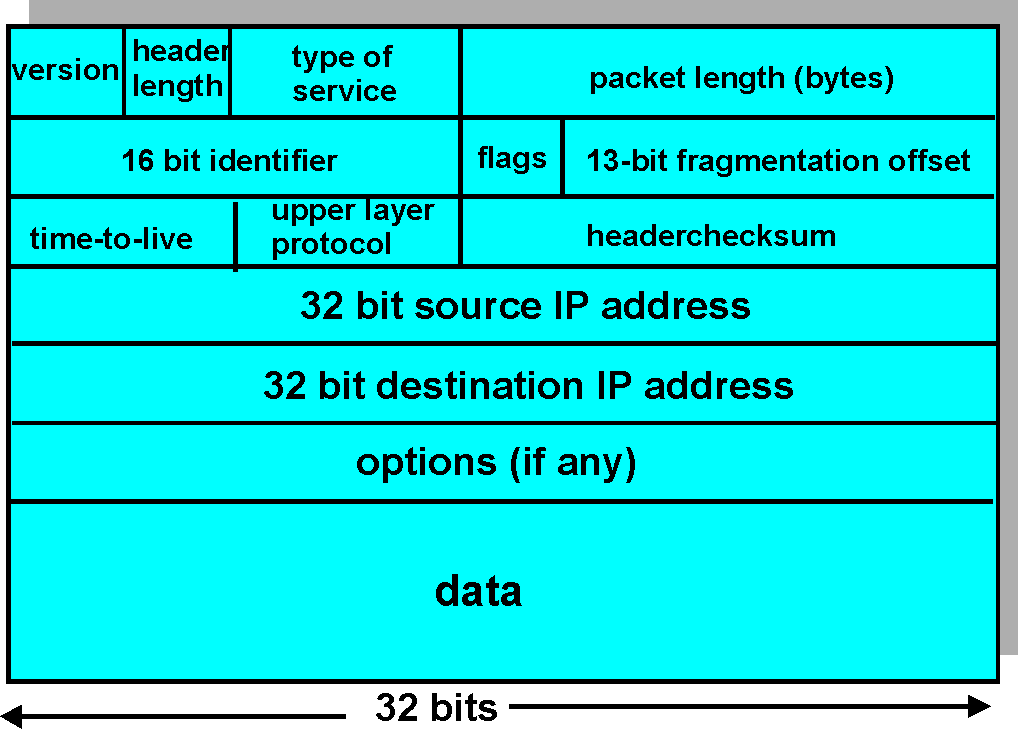 version
header
length
type of
service
packet length (bytes)
16 bit identifier
flags
13-bit fragmentation offset
time-to-live
upper layer
protocol
headerchecksum
32 bit source IP address
32 bit destination IP address
options (if any)
data
32 bits